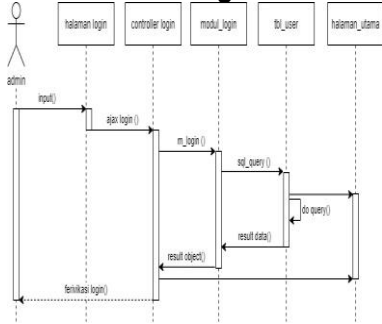 halaman login
controller login
modul_login
tbl_user
halaman_utama
admin
input()
ajax login ()
m_login ()
sql_query ()
do query()
result data()
result object()
ferivikasi login()